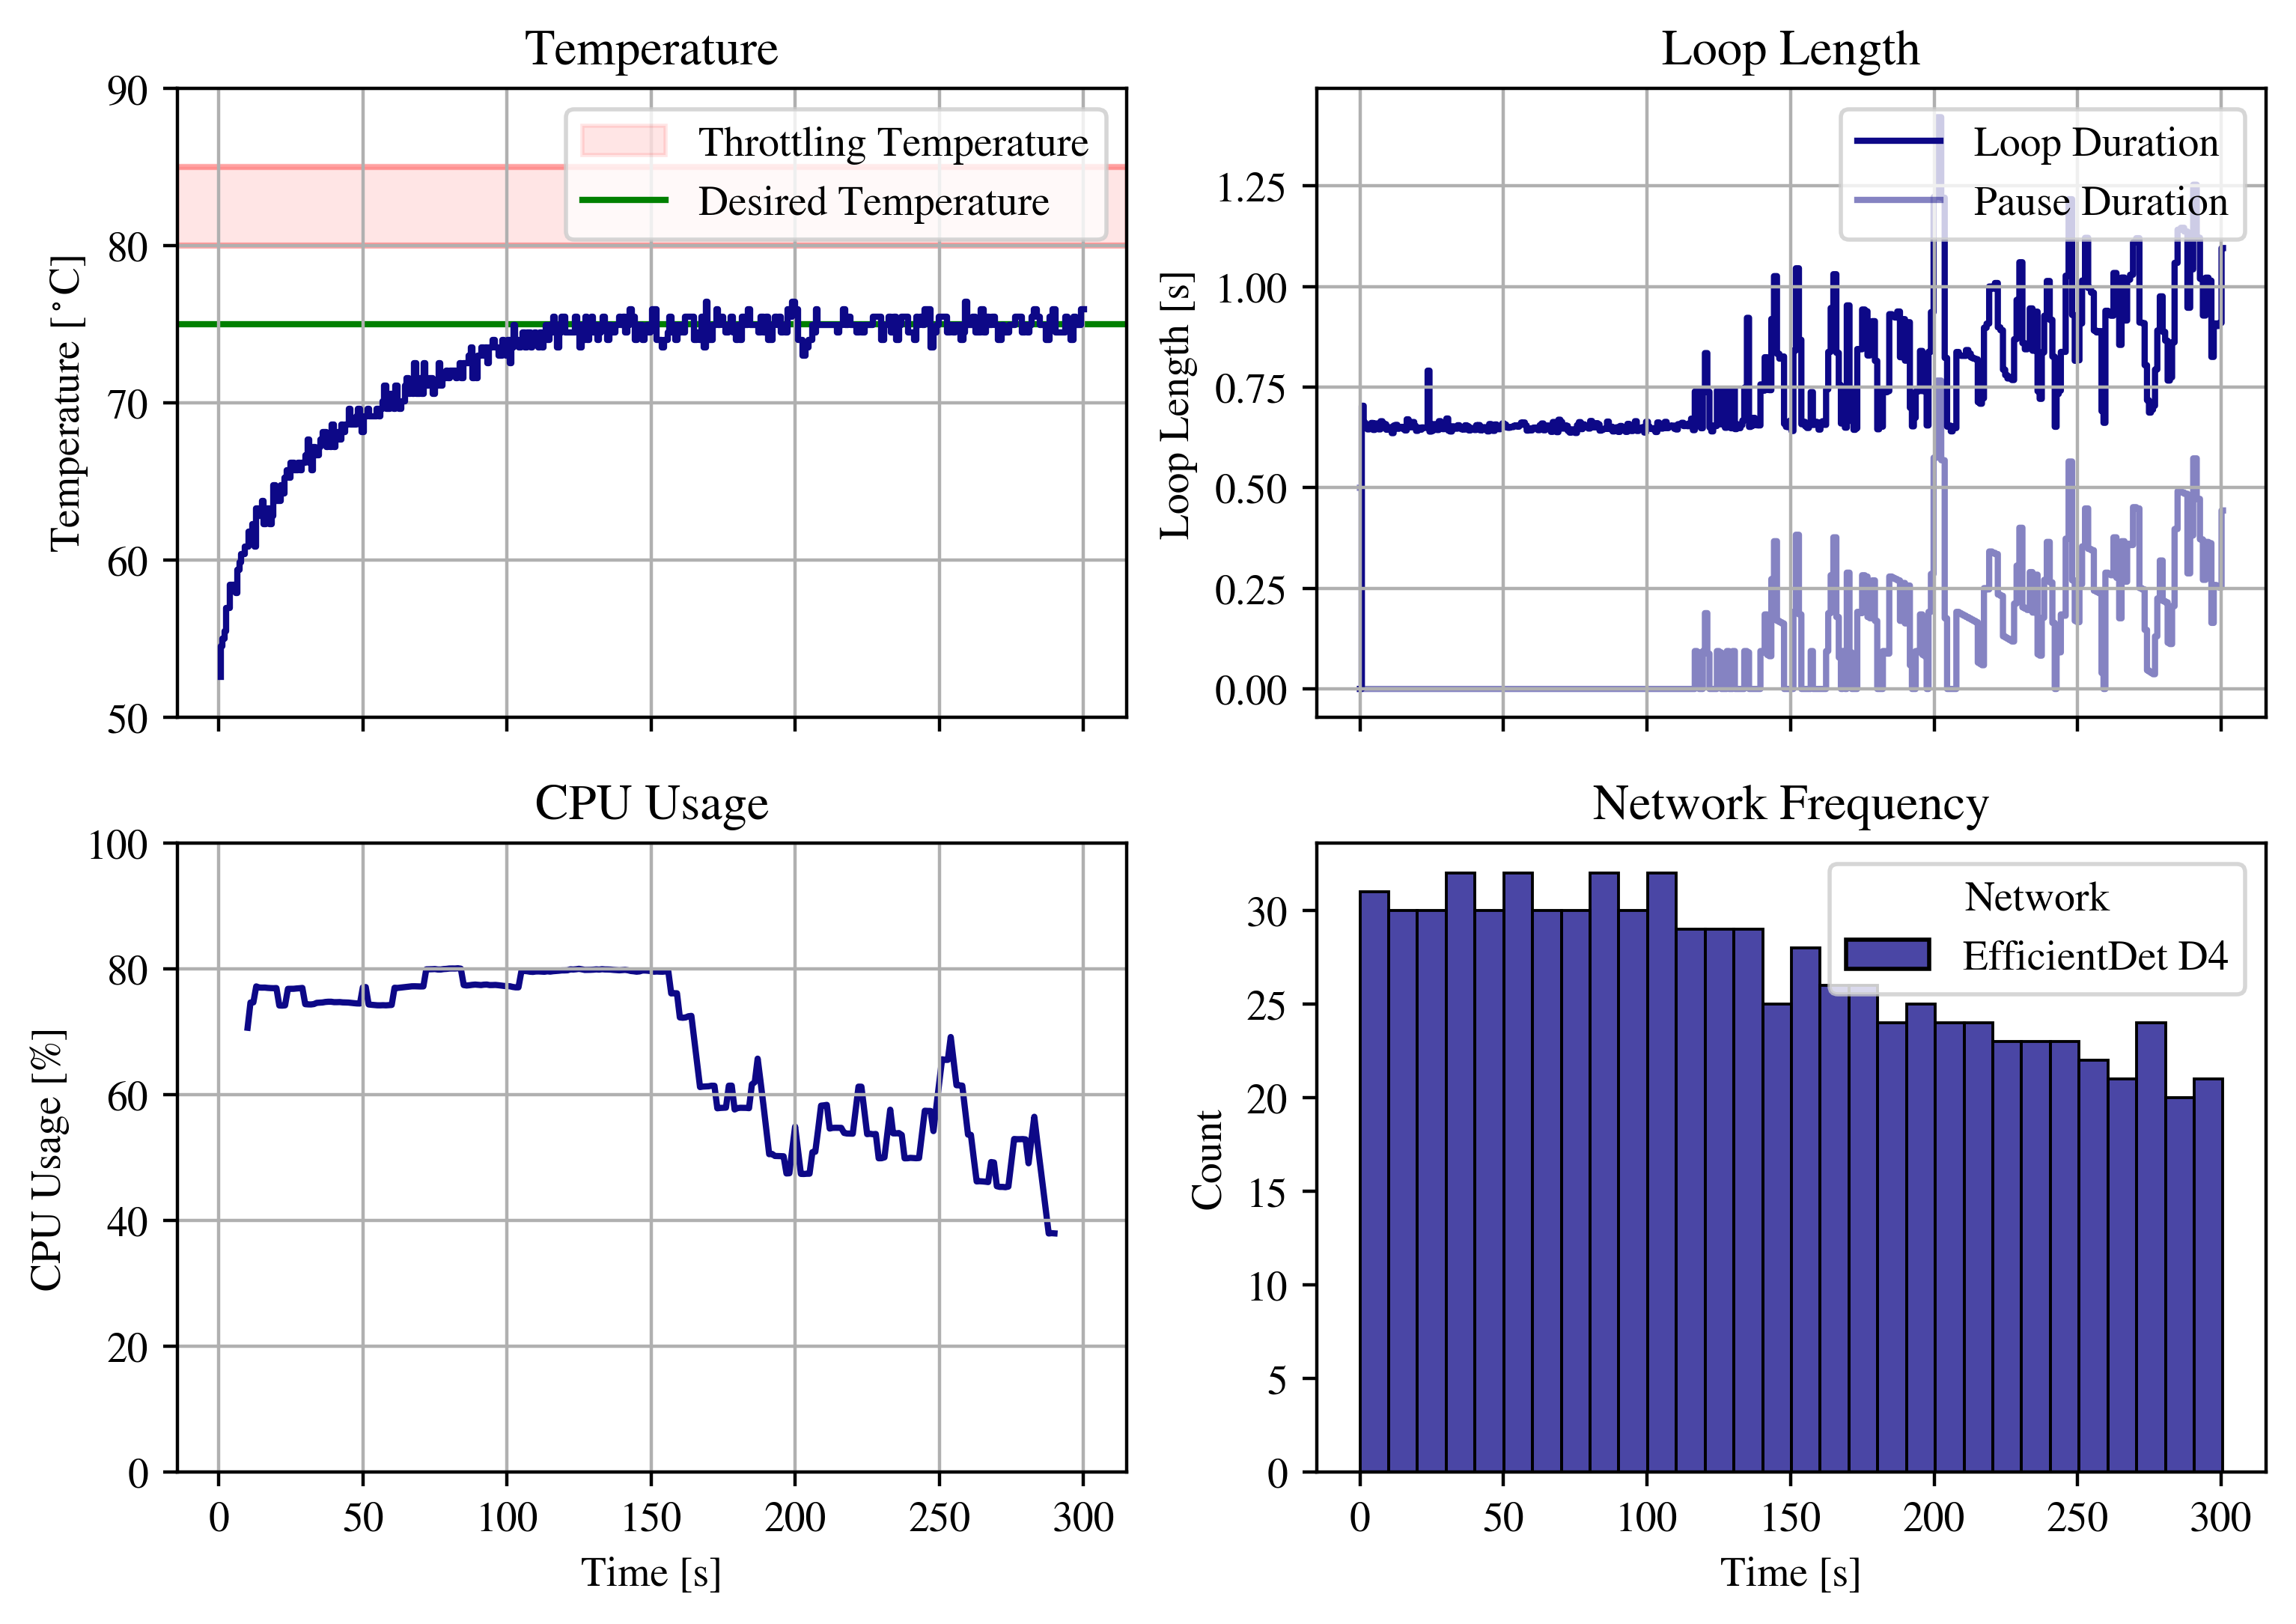 Temperature
90
80
70
60
50
Temperature [°C]
Throttling Temperature
Desired Temperature
Loop Length
1.25
1.00
0.75
0.50
0.25
0.00
Loop Length [s]
Loop Duration
Pause Duration
CPU Usage
100
80
60
40
20
0
CPU Usage [%]
0 50 100 150 200 250 300
Time [s]
Network Frequency
30
25
20
15
10
5
0
Count
Network
EfficientDet D4
0 50 100 150 200 250 300
Time [s]